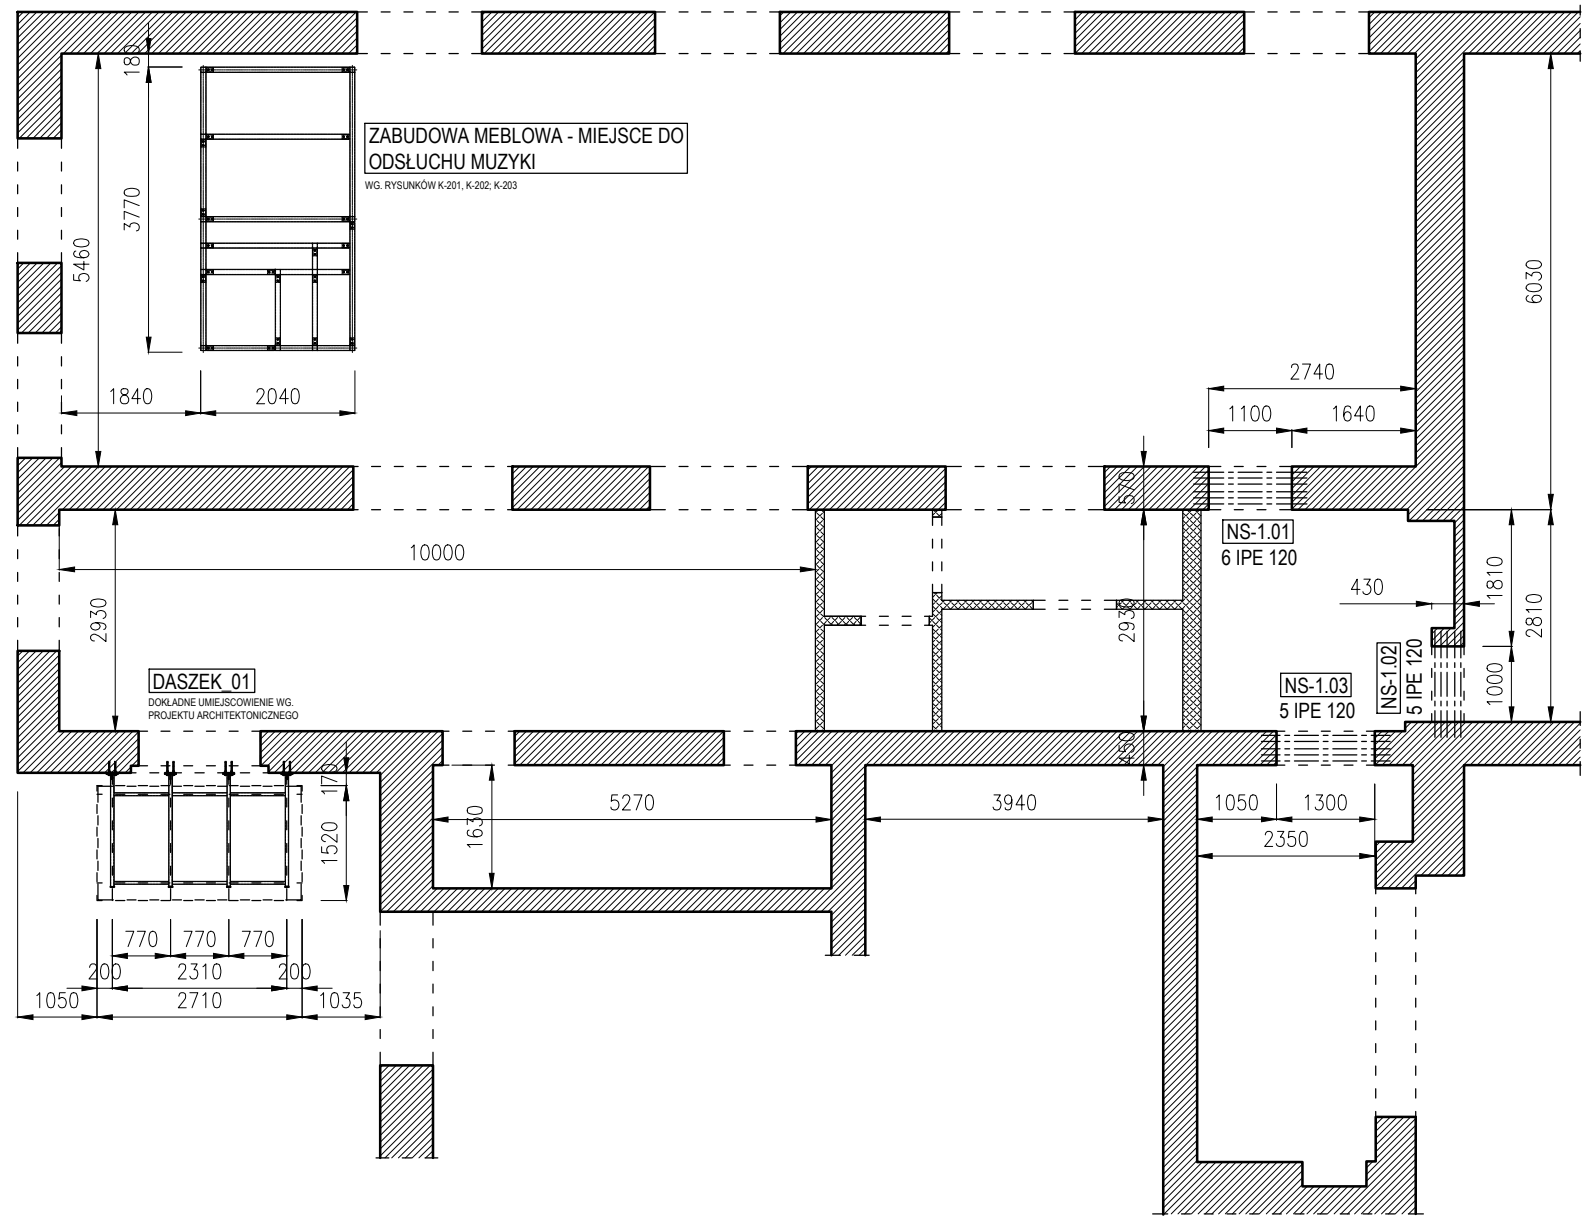 180
3770
5460
ZABUDOWA MEBLOWA - MIEJSCE DO
ODSŁUCHU MUZYKI
WG. RYSUNKÓW K-201, K-202; K-203
6030
1840
2040
2740
1100
1640
570
10000
2930
2930
NS-1.01
6 IPE 120
430
1810
2810
1000
NS-1.02
5 IPE 120
NS-1.03
5 IPE 120
DASZEK_01
DOKŁADNE UMIEJSCOWIENIE WG.
PROJEKTU ARCHITEKTONICZNEGO
450
170
1520
1630
5270
3940
1050
1300
2350
770
770
770
200
2310
200
1050
2710
1035